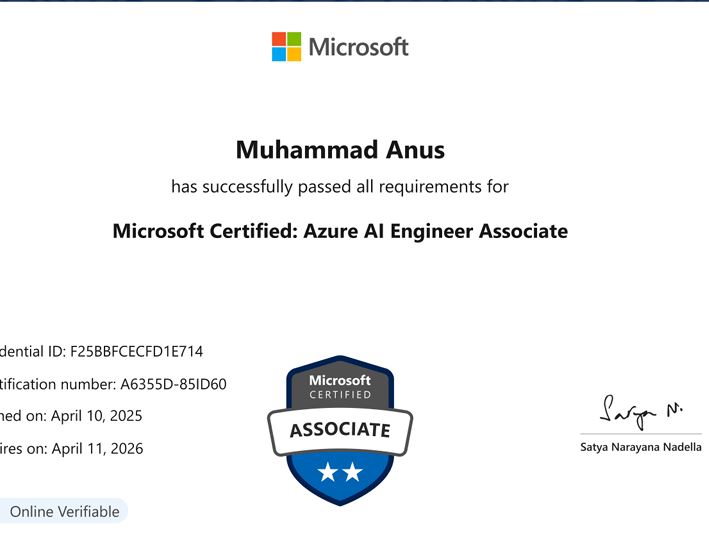 Microsoft
Muhammad Anus
has successfully passed all requirements for
Microsoft Certified: Azure AI Engineer Associate
dential ID: F25BBFCECFD1E714
tification number: A6355D-85ID60
ned on: April 10, 2025
ires on: April 11, 2026
Online Verifiable
Microsoft
CERTIFIED
ASSOCIATE
Satya N.
Satya Narayana Nadella